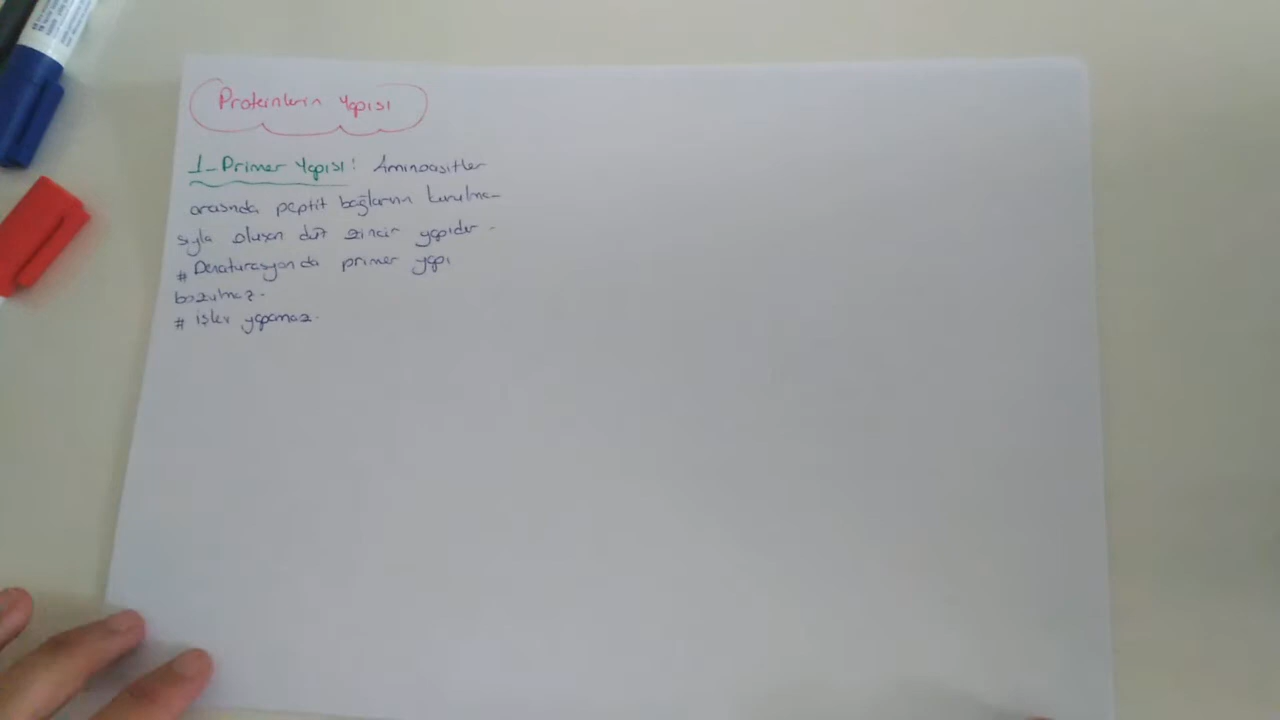 Proteinlerin Yapısı
1- Primer Yapısı: Aminoasitler
arasında peptit bağlarının kurulma-
sıyla oluşan düz zincir yapıdır.
# Denaturasyonda primer yapı
bozulmaz.
# işlev yapamaz.